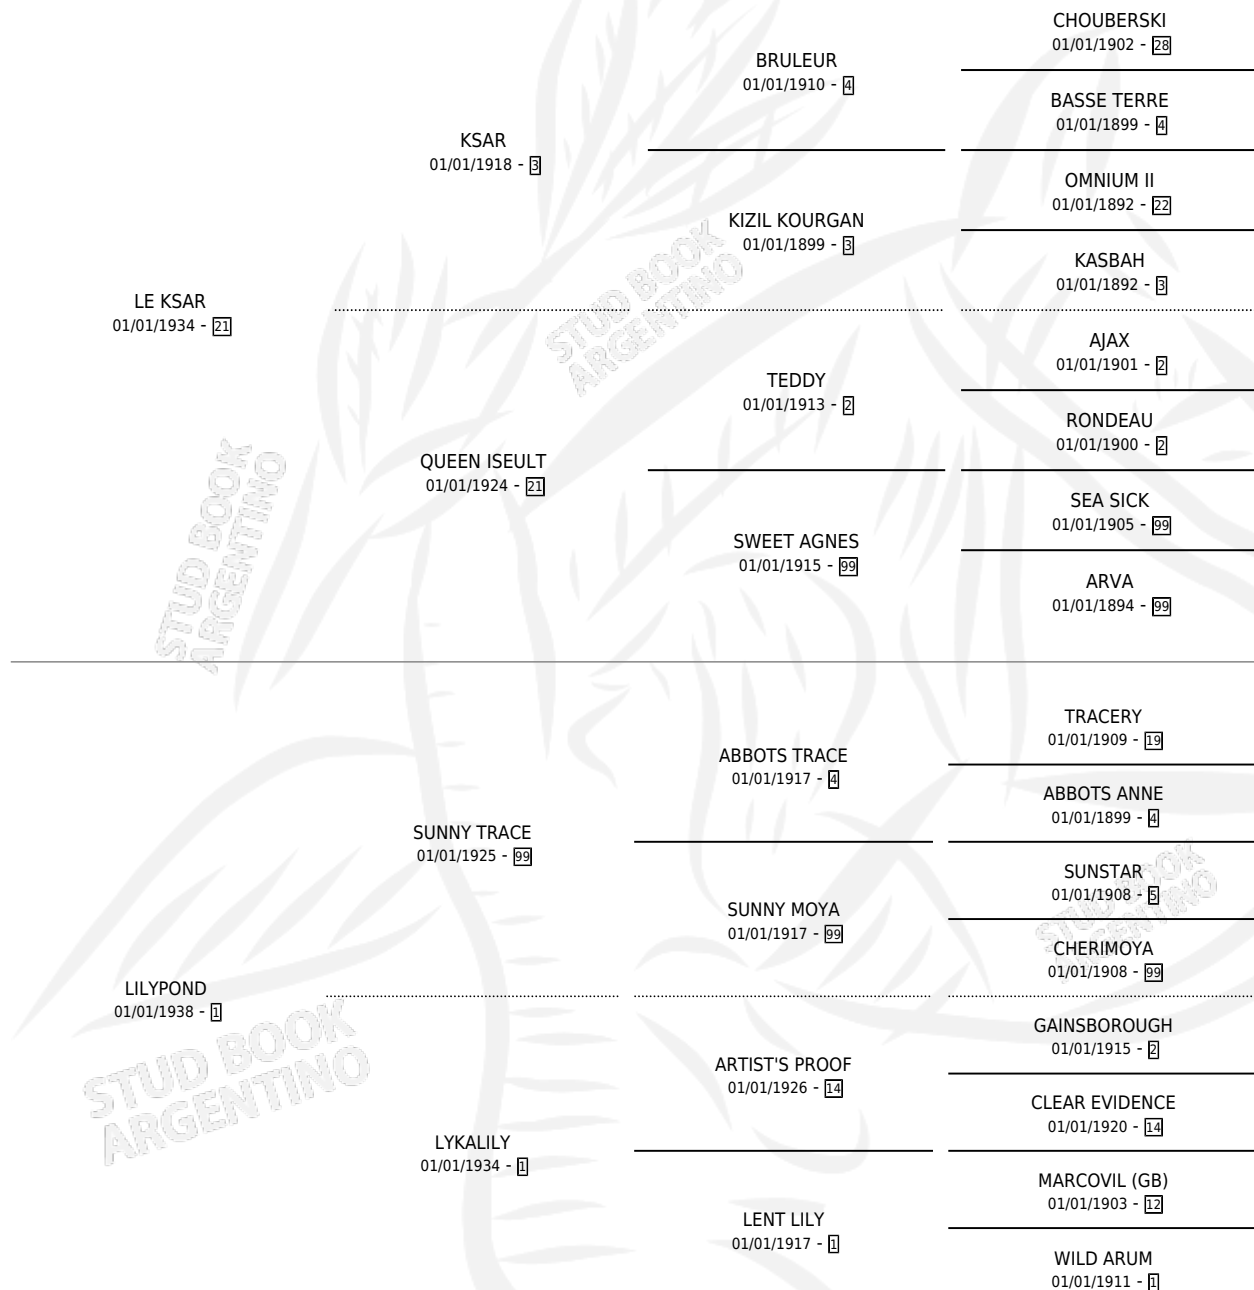 CHOUBERSKI
01/01/1902 - 28
BRULEUR
01/01/1910 - 4
BASSE TERRE
01/01/1899 - 4
KSAR
01/01/1918 - 3
OMNIUM II
01/01/1892 - 22
KIZIL KOURGAN
01/01/1899 - 3
KASBAH
01/01/1892 - 3
LE KSAR
01/01/1934 - 21
STUD BOOK
ARGENTINO
AJAX
01/01/1901 - 2
TEDDY
01/01/1913 - 2
RONDEAU
01/01/1900 - 2
QUEEN ISEULT
01/01/1924 - 21
SEA SICK
01/01/1905 - 99
SWEET AGNES
01/01/1915 - 99
ARVA
01/01/1894 - 99
STUD BOOK
ARGENTINO
TRACERY
01/01/1909 - 19
ABBOTS TRACE
01/01/1917 - 4
ABBOTS ANNE
01/01/1899 - 4
SUNNY TRACE
01/01/1925 - 99
SUNSTAR
01/01/1908 - 5
SUNNY MOYA
01/01/1917 - 99
STUD BOOK
ARGENTINO
CHERIMOYA
01/01/1908 - 99
LILYPOND
01/01/1938 - 1
GAINSBOROUGH
01/01/1915 - 2
STUD BOOK
ARGENTINO
ARTIST'S PROOF
01/01/1926 - 14
CLEAR EVIDENCE
01/01/1920 - 14
LYKALILY
01/01/1934 - 1
MARCOVIL (GB)
01/01/1903 - 12
LENT LILY
01/01/1917 - 1
WILD ARUM
01/01/1911 - 1